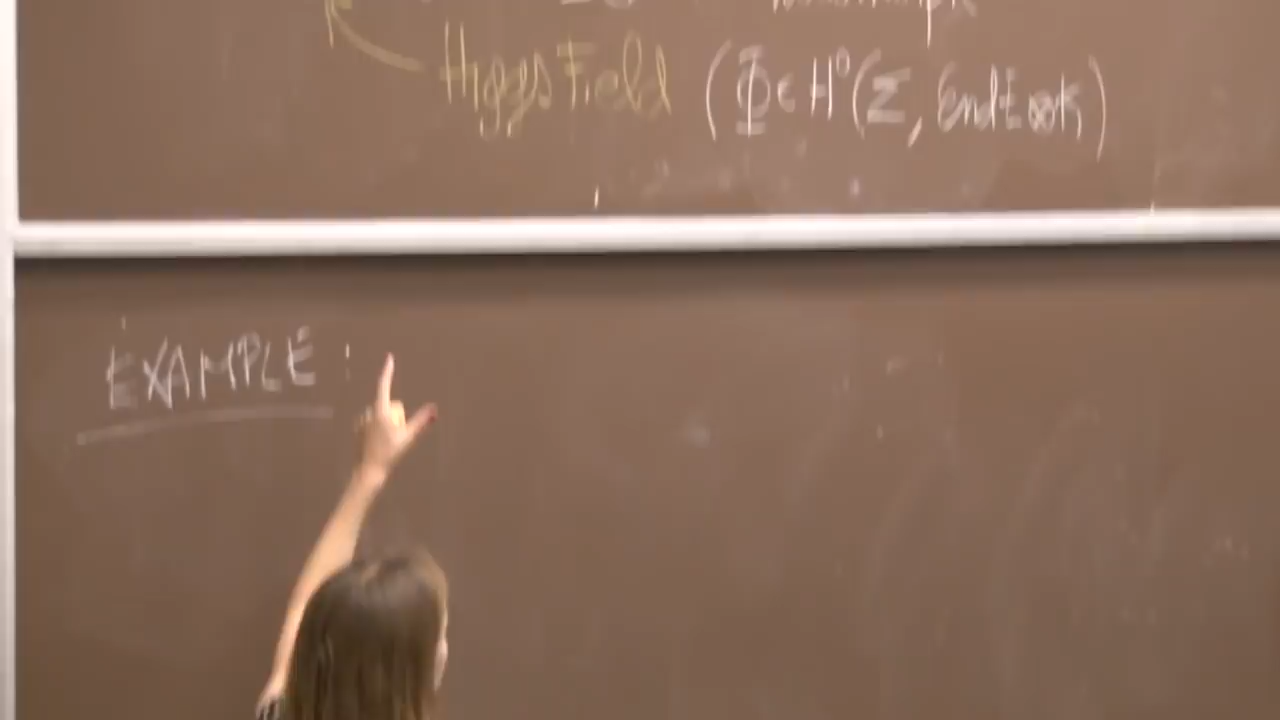 Higgs Field (Φ ∈ H⁰(Σ, End E ⊗ K)
EXAMPLE :